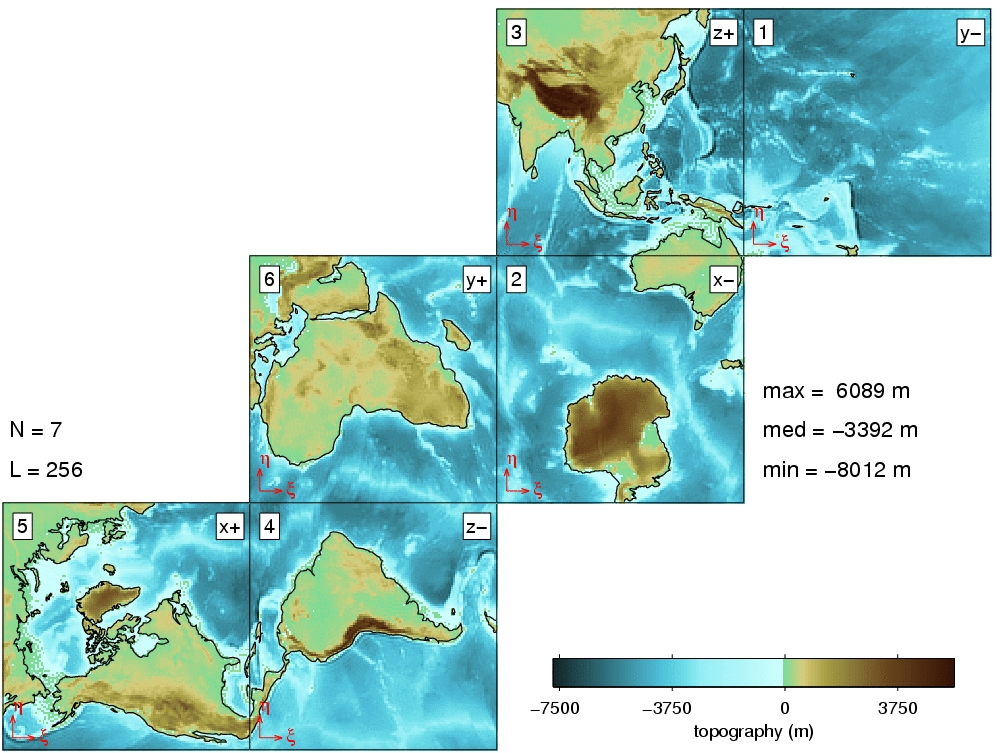 3 z+ 1 y−
η ξ η ξ
6 y+ 2 x−
max = 6089 m
N = 7
med = −3392 m
L = 256
min = −8012 m
η ξ η ξ
5 x+ 4 z−
η ξ η ξ
−7500 −3750 0 3750
topography (m)